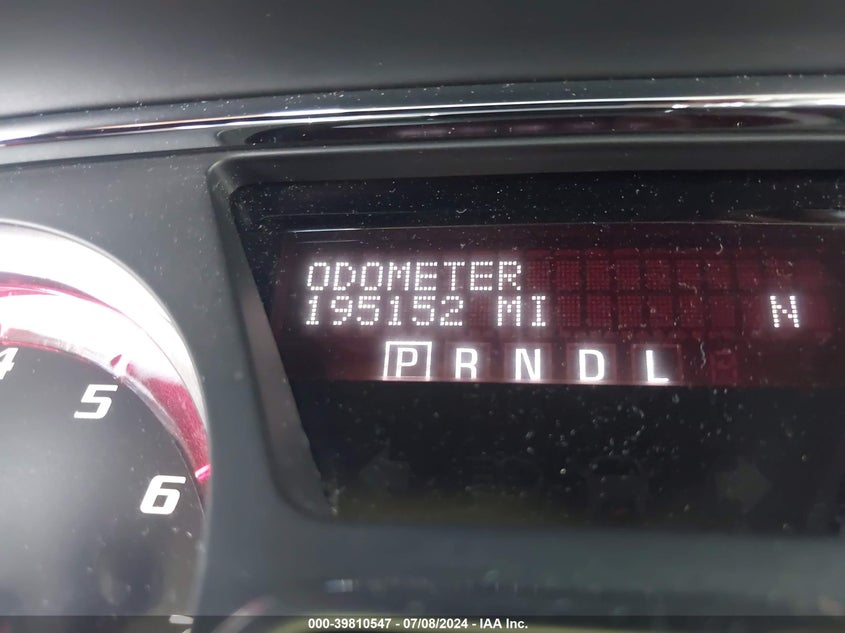 ODOMETER
195152 MI N
P R N D L
4
5
6
000-39810547 - 07/08/2024 - IAA Inc.